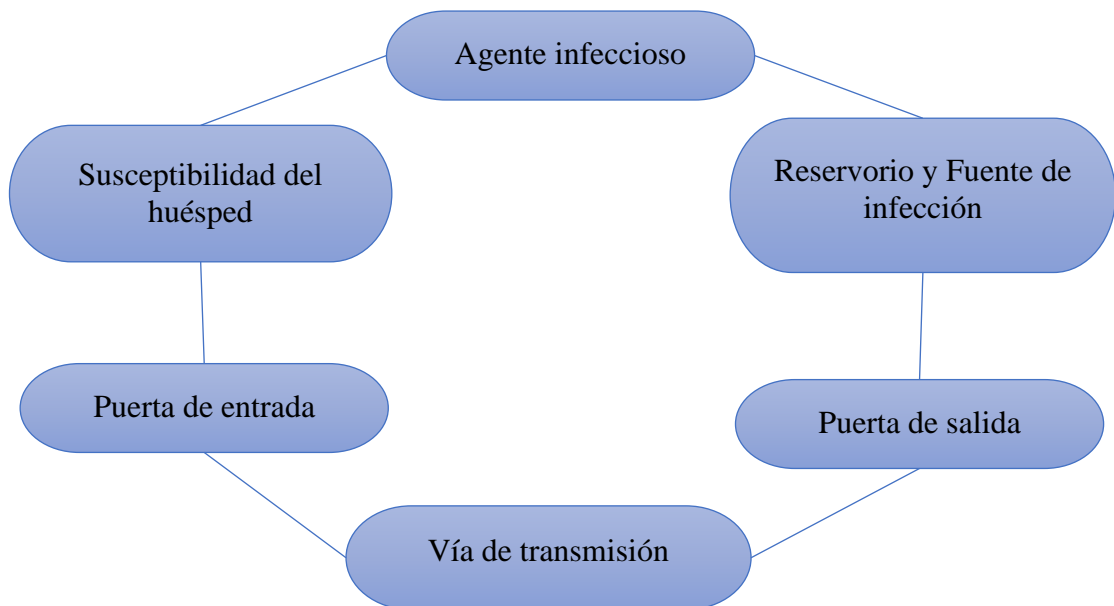 Agente infeccioso
Susceptibilidad del
huésped
Reservorio y Fuente de
infección
Puerta de entrada
Puerta de salida
Vía de transmisión